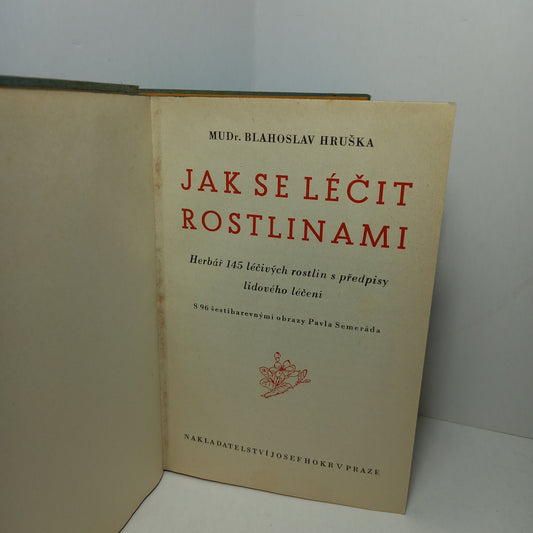 MUDr. BLAHOSLAV HRUŠKA
JAK SE LÉČIT
ROSTLINAMI
Herbář 145 léčivých rostlin s předpisy
lidového léčení
S 96 šestibarevnými obrazy Pavla Semeráda
NAKLADATELSTVÍ JOSEF HOKR V PRAZE